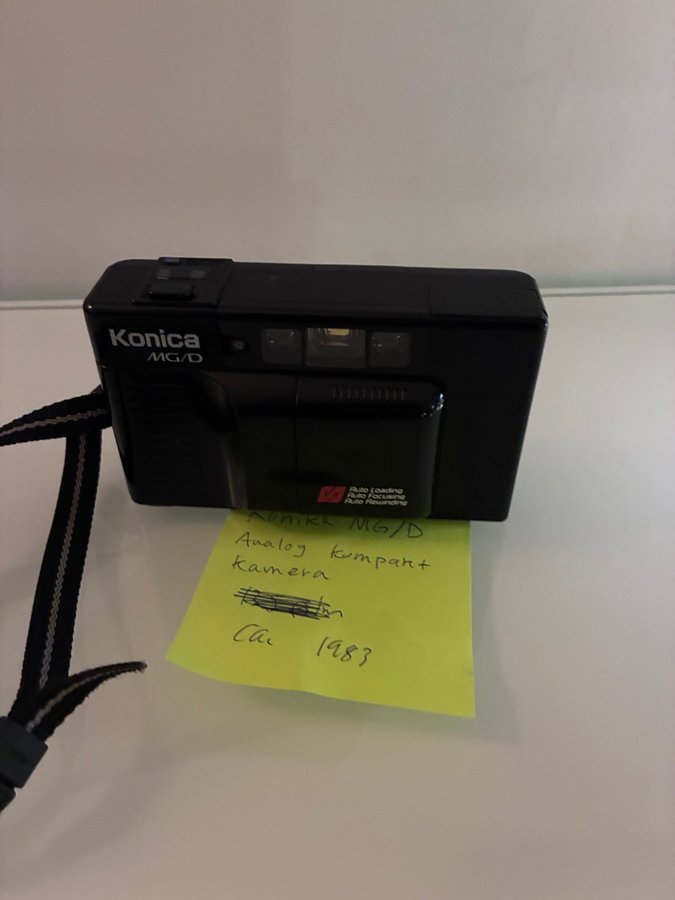 Konica
MG/D
Auto Loading
Auto Focusing
Auto Rewinding
Konika MG/D
Analog kompakt
kamera
Ca. 1983